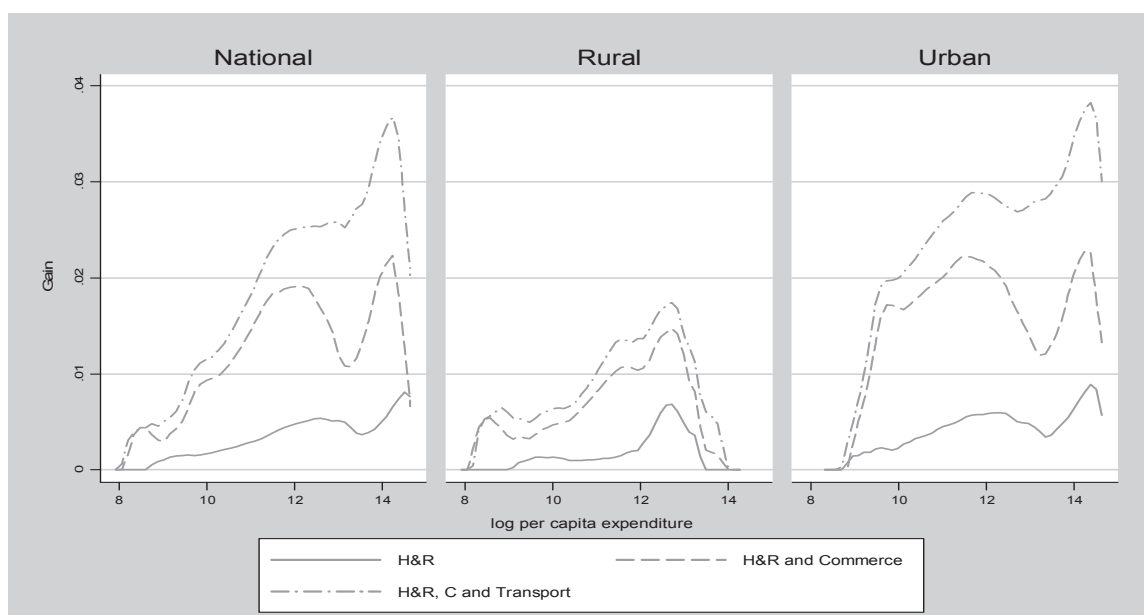 National Rural Urban
.04
.03
.02
.01
0
Gain
8 10 12 14 8 10 12 14 8 10 12 14
log per capita expenditure
H&R H&R and Commerce
H&R, C and Transport